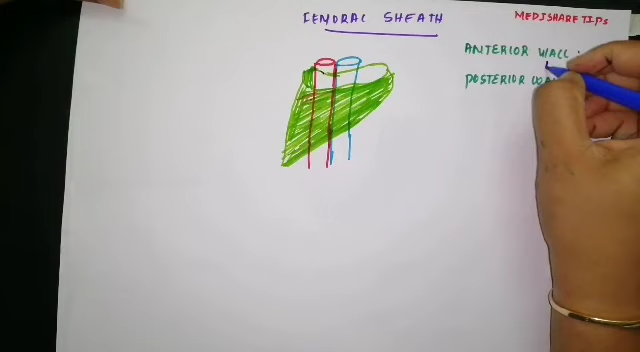 FEMORAL SHEATH
MEDISHARE TIPS
ANTERIOR WALL :
POSTERIOR